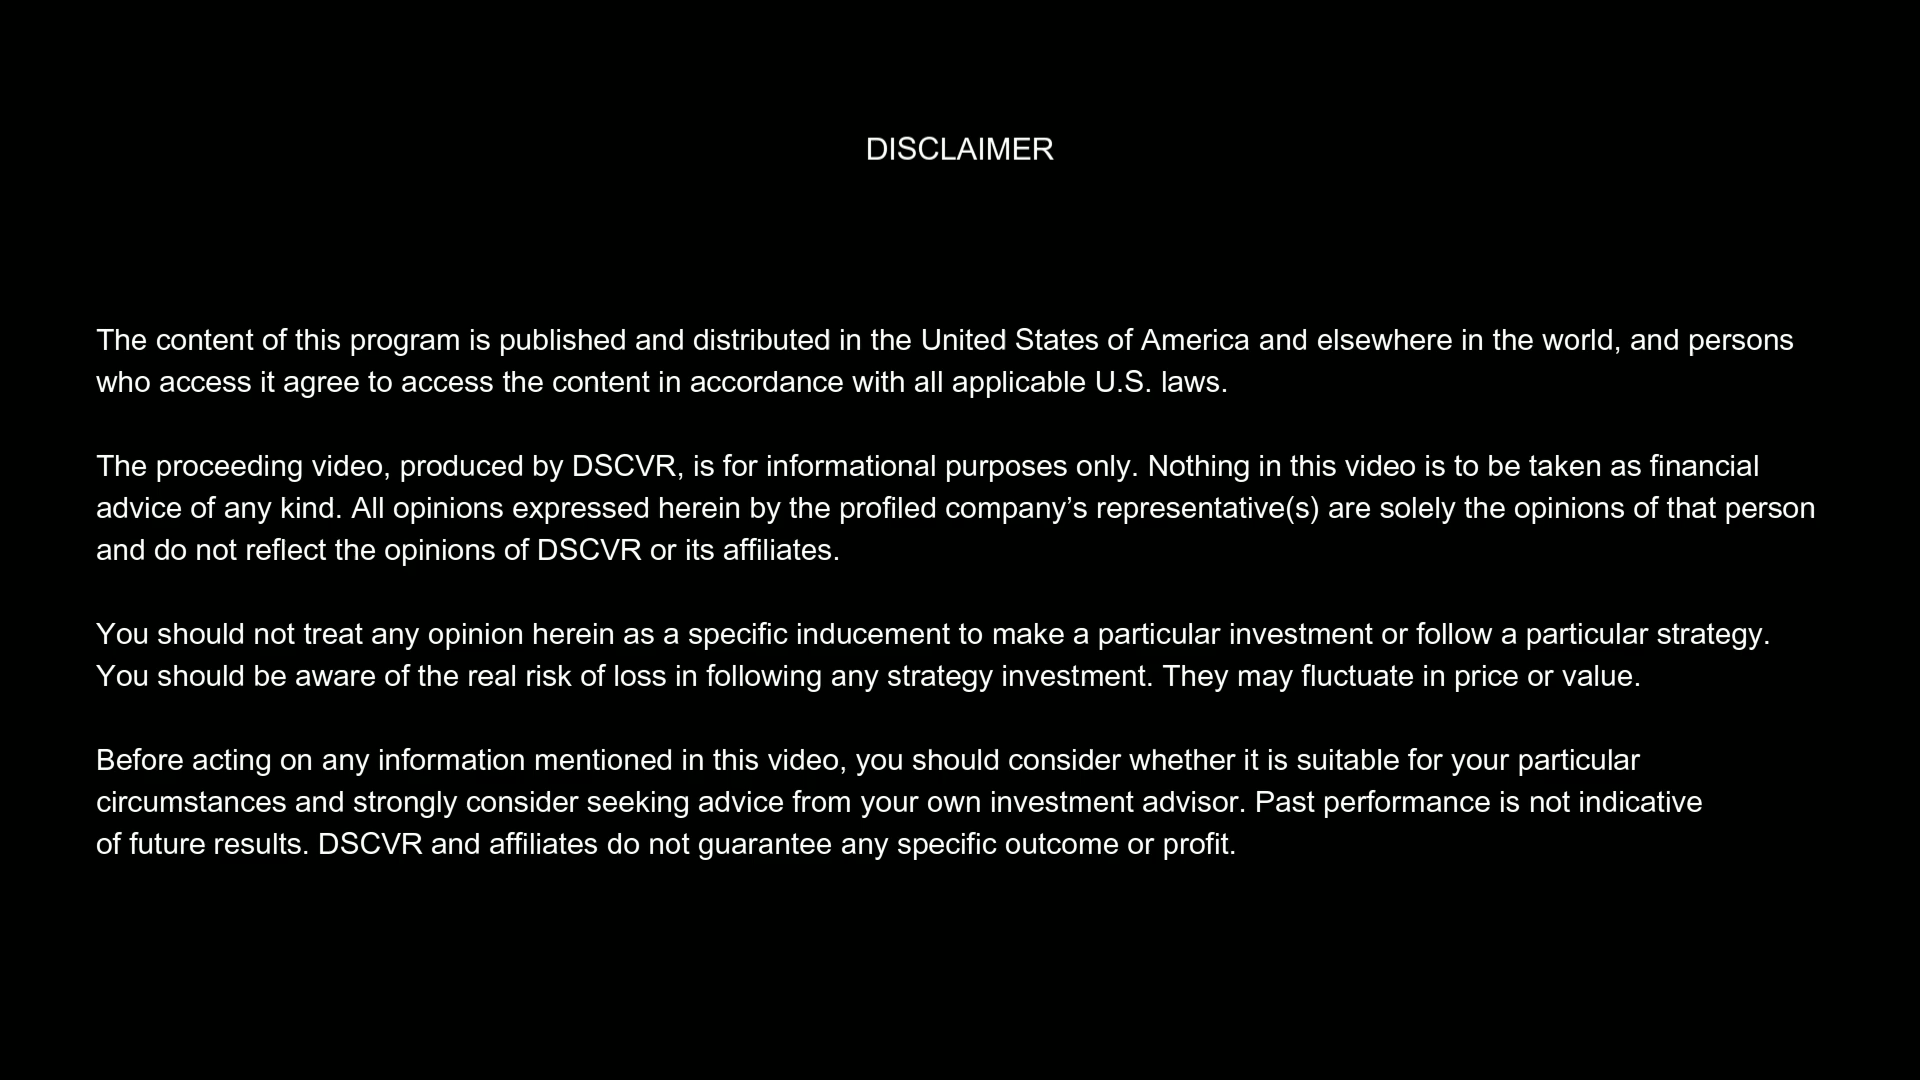 DISCLAIMER
The content of this program is published and distributed in the United States of America and elsewhere in the world, and persons
who access it agree to access the content in accordance with all applicable U.S. laws.
The proceeding video, produced by DSCVR, is for informational purposes only. Nothing in this video is to be taken as financial
advice of any kind. All opinions expressed herein by the profiled company’s representative(s) are solely the opinions of that person
and do not reflect the opinions of DSCVR or its affiliates.
You should not treat any opinion herein as a specific inducement to make a particular investment or follow a particular strategy.
You should be aware of the real risk of loss in following any strategy investment. They may fluctuate in price or value.
Before acting on any information mentioned in this video, you should consider whether it is suitable for your particular
circumstances and strongly consider seeking advice from your own investment advisor. Past performance is not indicative
of future results. DSCVR and affiliates do not guarantee any specific outcome or profit.